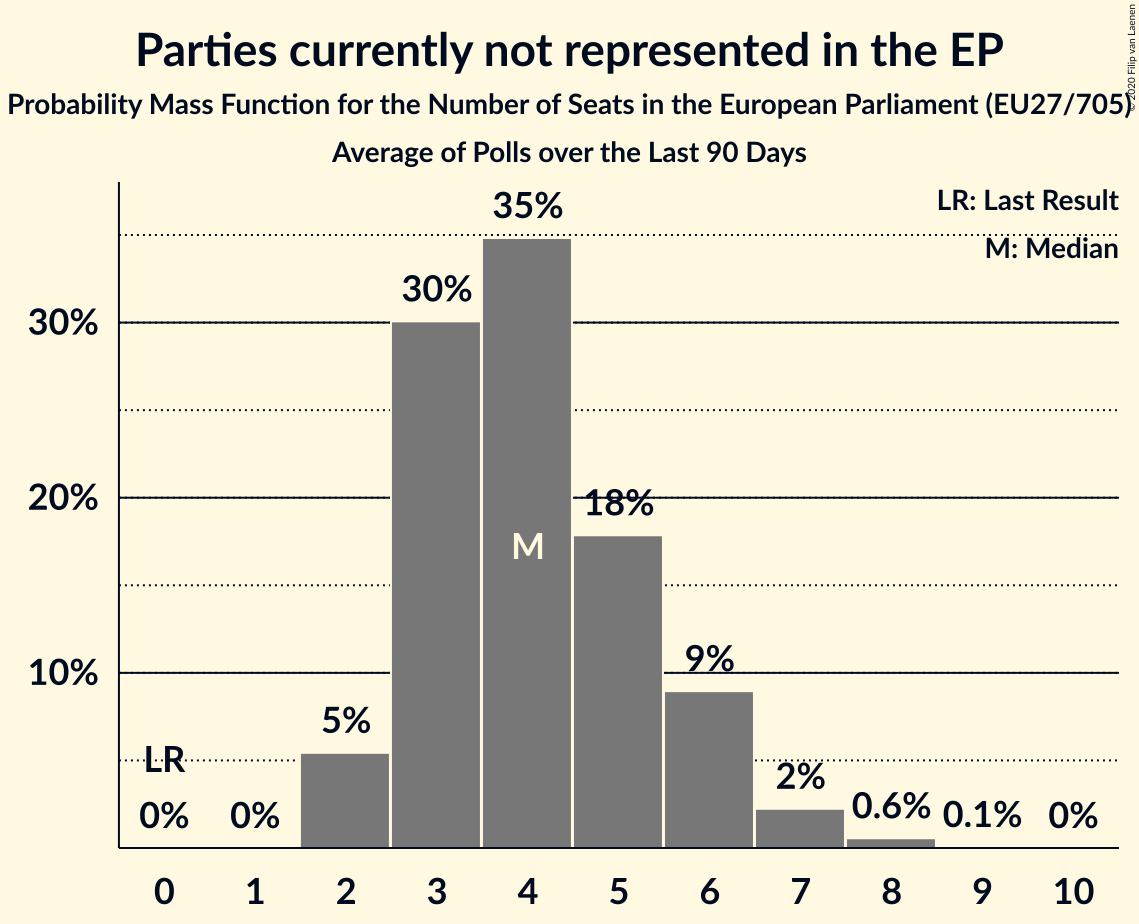 Parties currently not represented in the EP
Probability Mass Function for the Number of Seats in the European Parliament (EU27/705)
Average of Polls over the Last 90 Days
© 2020 Filip van Laenen
LR: Last Result
M: Median
35%
30%
30%
20%
18%
M
10%
9%
5%
LR
2%
0%
0%
0.6%
0.1%
0%
0 1 2 3 4 5 6 7 8 9 10